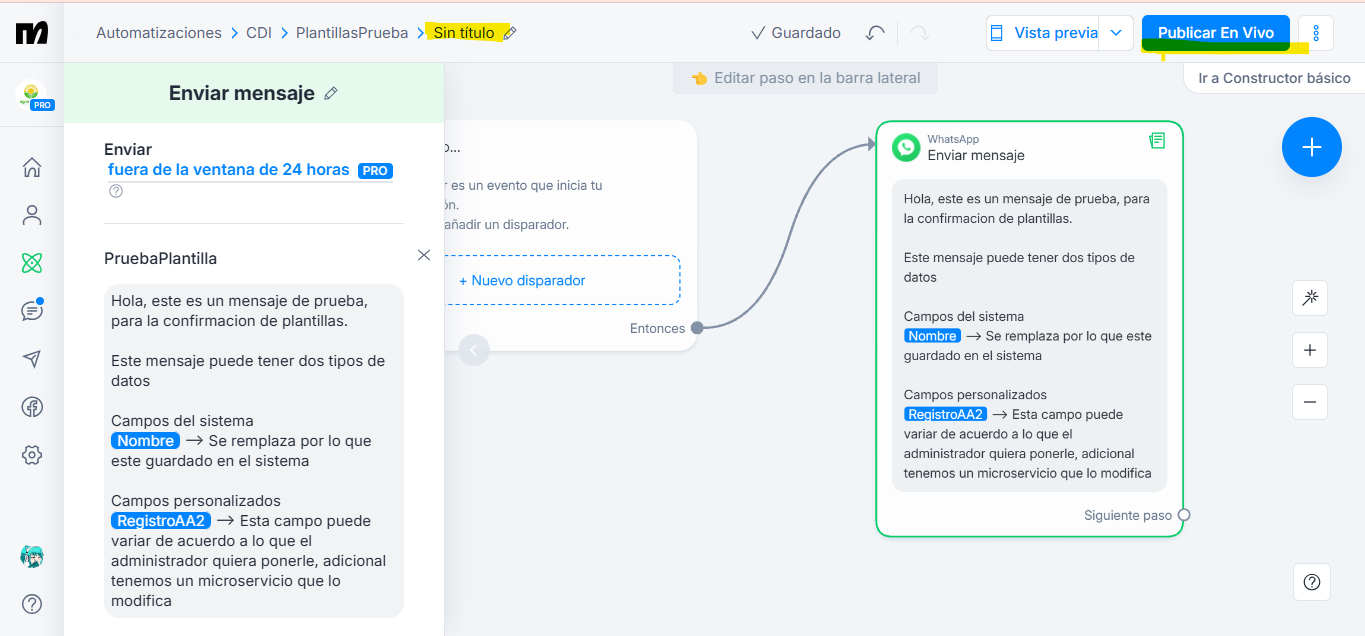 Automatizaciones > CDI > PlantillasPrueba > Sin título
Guardado
Vista previa
Publicar En Vivo
👈 Editar paso en la barra lateral
Ir a Constructor básico
PRO
Enviar mensaje
Enviar
fuera de la ventana de 24 horas PRO
PruebaPlantilla
Hola, este es un mensaje de prueba,
para la confirmacion de plantillas.
Este mensaje puede tener dos tipos de
datos
Campos del sistema
Nombre --> Se remplaza por lo que
este guardado en el sistema
Campos personalizados
RegistroAA2 --> Esta campo puede
variar de acuerdo a lo que el
administrador quiera ponerle, adicional
tenemos un microservicio que lo
modifica
o...
r es un evento que inicia tu
ón.
añadir un disparador.
+ Nuevo disparador
Entonces
WhatsApp
Enviar mensaje
Hola, este es un mensaje de prueba, para
la confirmacion de plantillas.
Este mensaje puede tener dos tipos de
datos
Campos del sistema
Nombre --> Se remplaza por lo que este
guardado en el sistema
Campos personalizados
RegistroAA2 --> Esta campo puede
variar de acuerdo a lo que el
administrador quiera ponerle, adicional
tenemos un microservicio que lo modifica
Siguiente paso